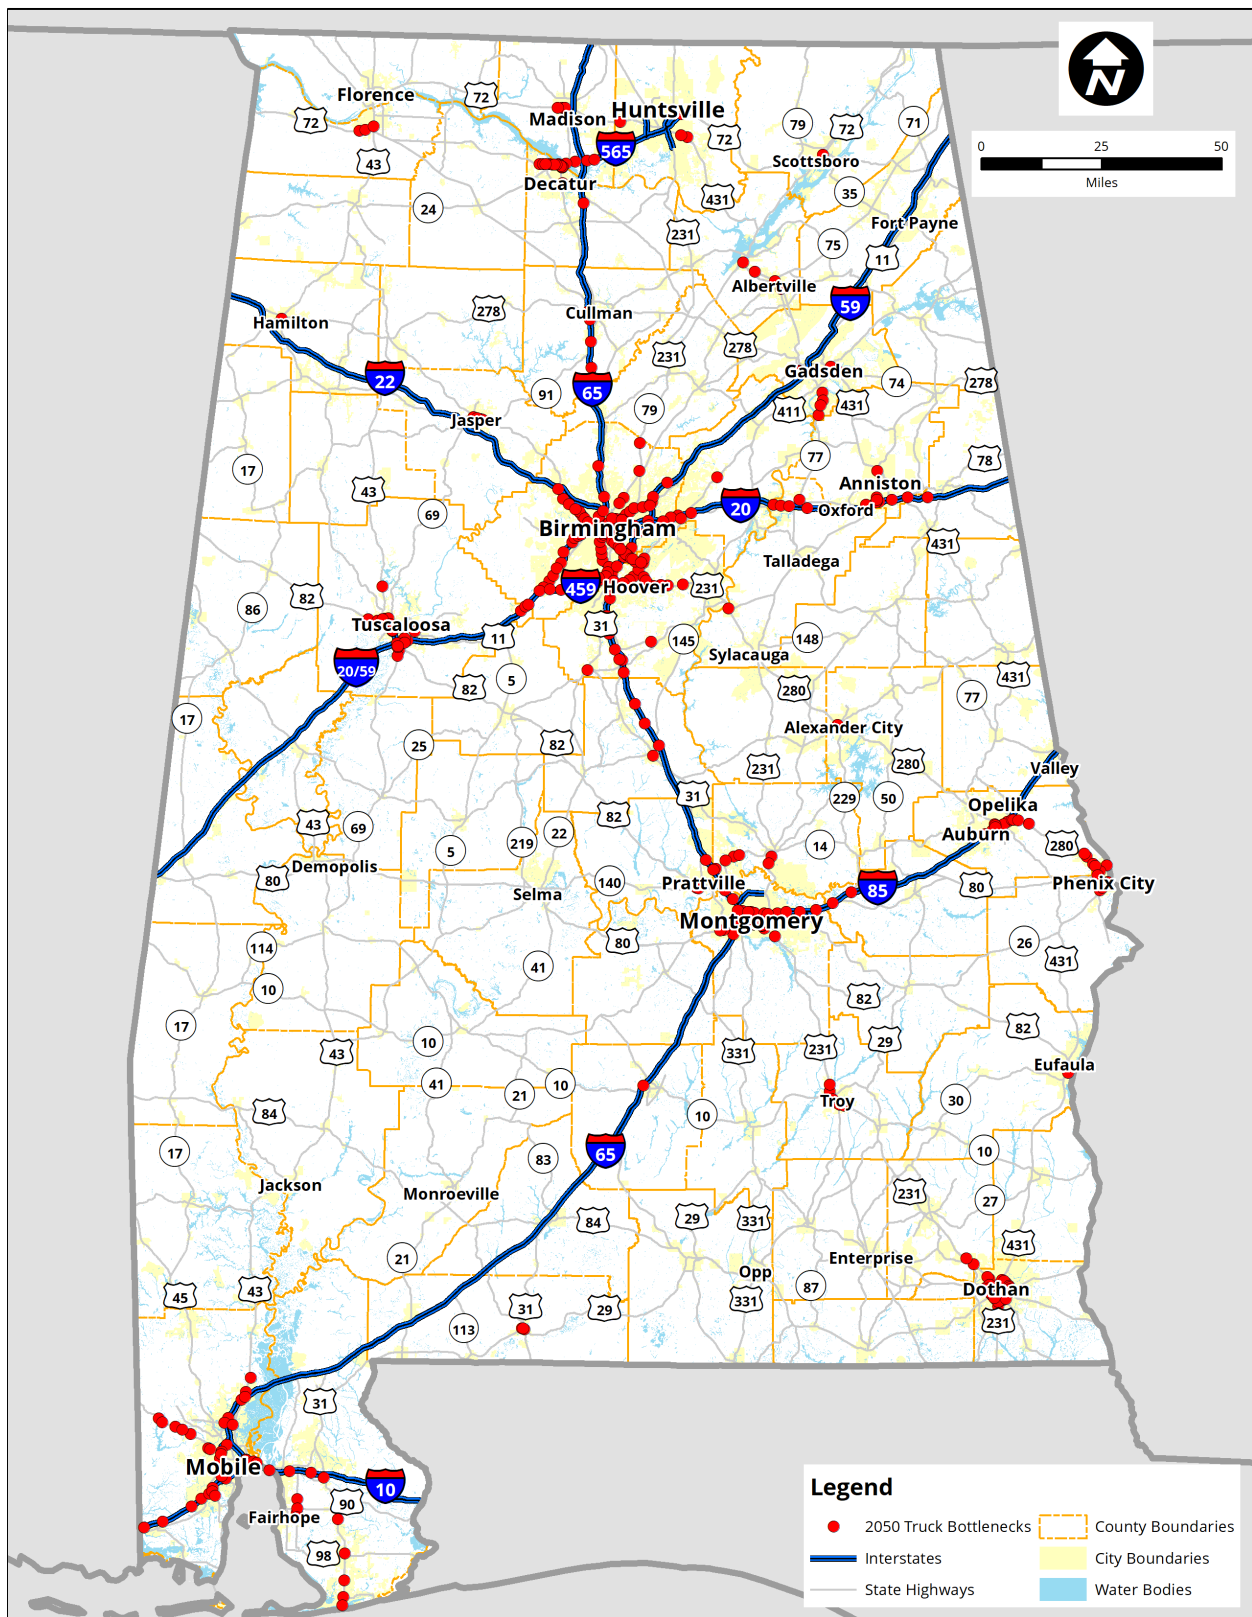 N
0 25 50
Miles
Florence
72
72
Madison
Huntsville
79
72
71
72
565
43
Scottsboro
Decatur
24
431
35
231
75
Fort Payne
11
Albertville
59
278
Cullman
Hamilton
231
278
22
65
Gadsden
91
79
74
278
411
431
Jasper
77
17
78
43
Anniston
69
20
Oxford
Birmingham
431
Talladega
459
Hoover
231
86
82
Tuscaloosa
31
11
145
148
20/59
Sylacauga
5
82
280
431
77
17
Alexander City
25
82
231
280
Valley
31
229
50
Opelika
43
69
82
22
219
Auburn
5
14
280
Demopolis
80
140
Prattville
85
80
Phenix City
Selma
Montgomery
114
80
26
41
431
10
82
17
10
43
331
231
29
82
Eufaula
41
21
10
84
10
Troy
30
17
83
65
10
Jackson
Monroeville
231
27
84
29
331
21
431
Enterprise
Opp
45
43
87
Dothan
31
29
331
113
231
31
Mobile
10
90
Fairhope
98
Legend
2050 Truck Bottlenecks
County Boundaries
Interstates
City Boundaries
State Highways
Water Bodies